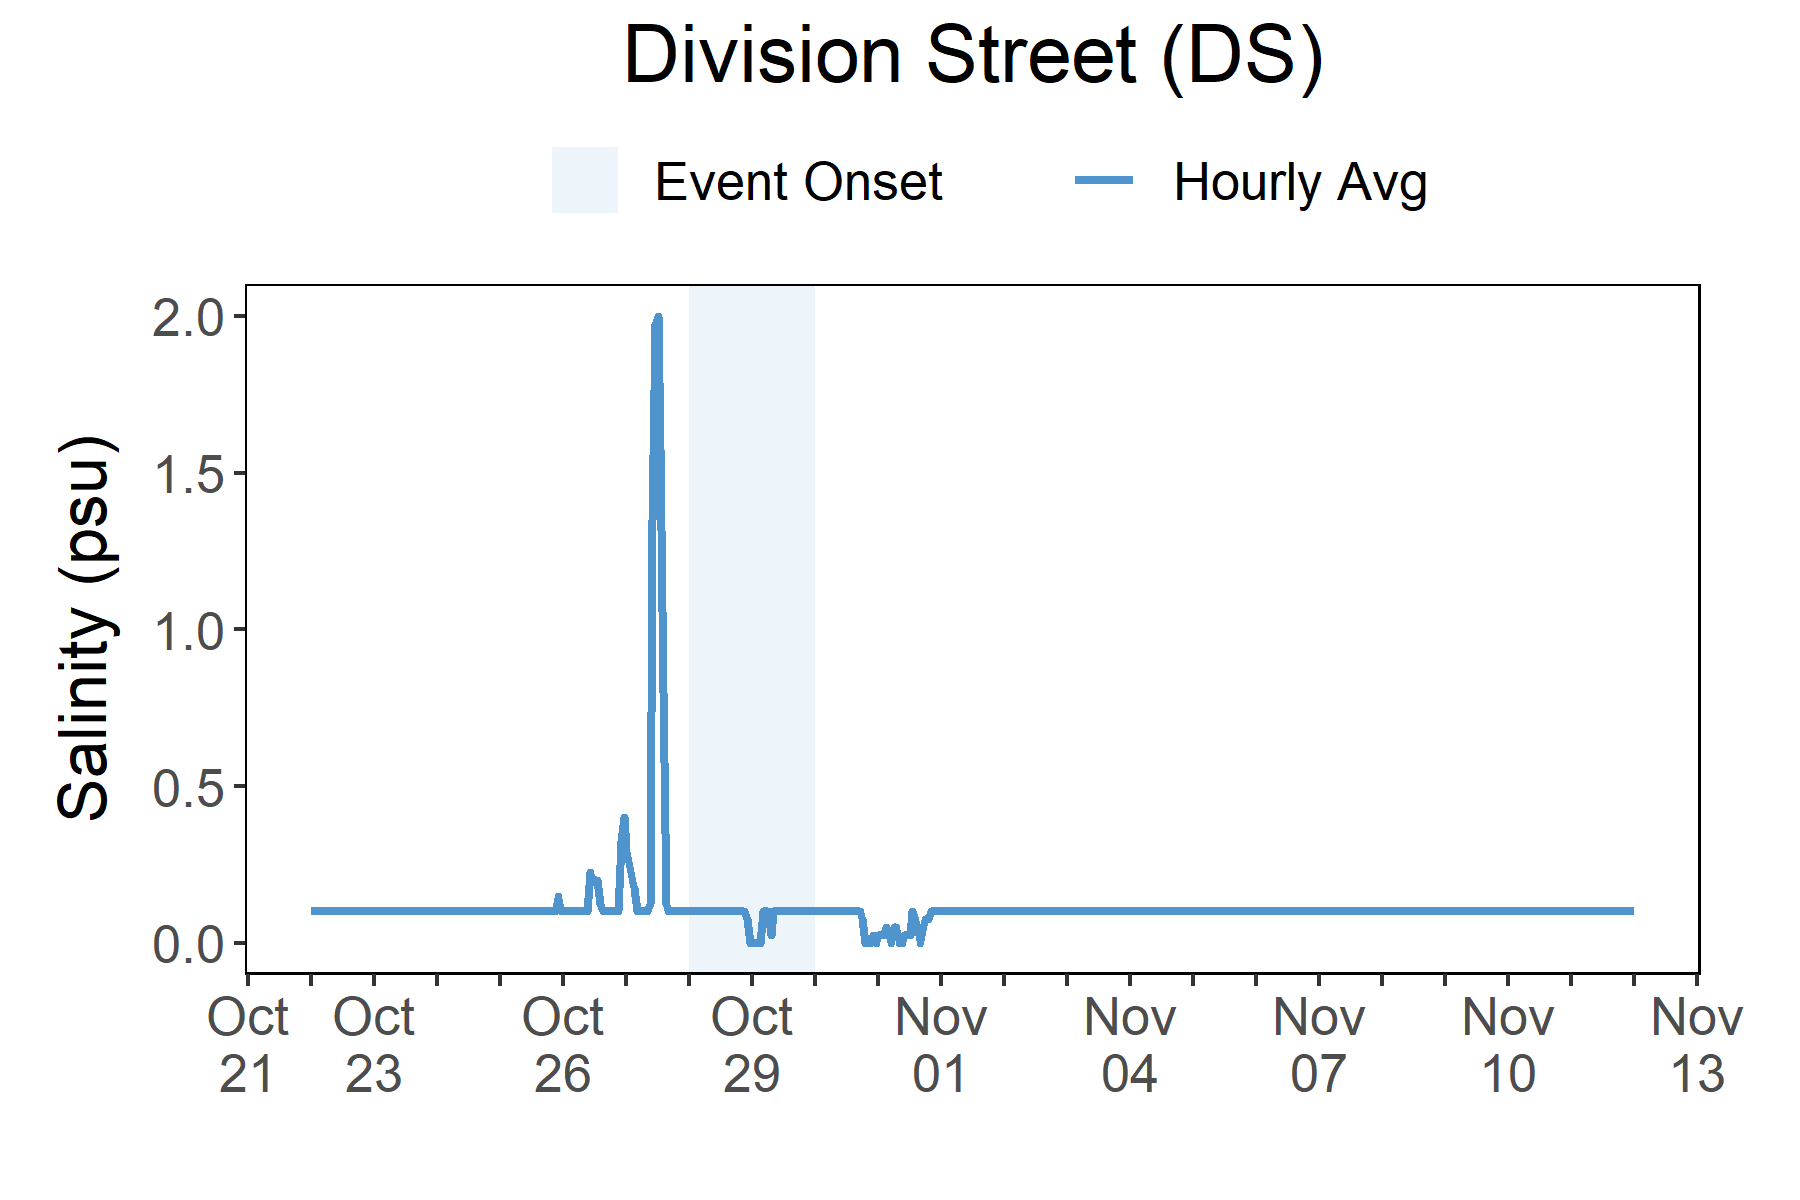 Division Street (DS)
Event Onset
Hourly Avg
Salinity (psu)
2.0
1.5
1.0
0.5
0.0
Oct 21
Oct 23
Oct 26
Oct 29
Nov 01
Nov 04
Nov 07
Nov 10
Nov 13